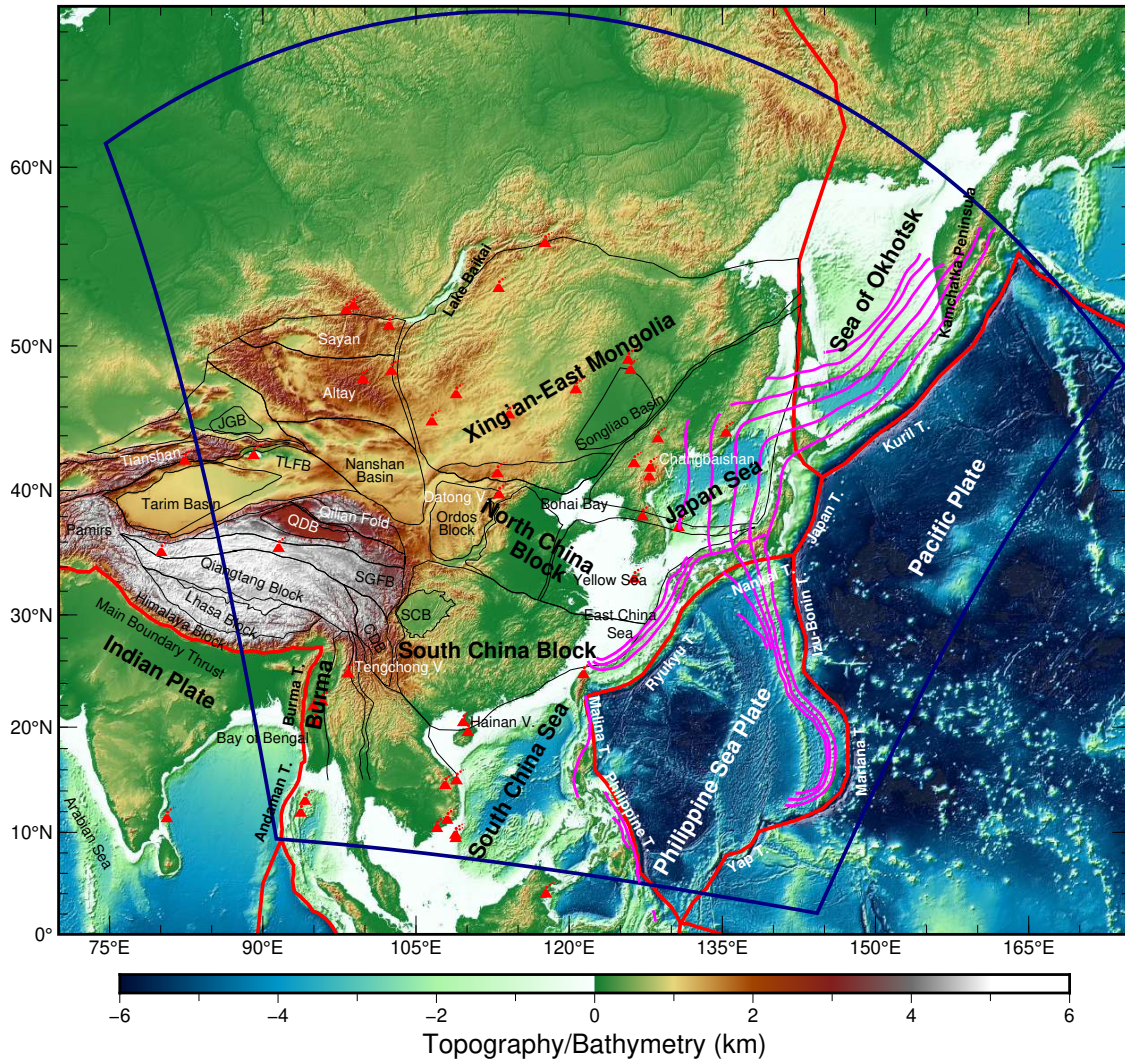 60°N
50°N
40°N
30°N
20°N
10°N
0°
75°E
90°E
105°E
120°E
135°E
150°E
165°E
Sea of Okhotsk
Kamchatka Peninsula
Lake Baikai
Sayan
Altay
Xing'an-East Mongolia
JGB
Songliao Basin
Tianshan
TLFB
Nanshan
Basin
Changbaishan
Kuril T.
Tarim Basin
Datong V.
Ordos
Block
North China
Block
Bohai Bay
Japan Sea
Japan T.
Pacific Plate
Pamirs
QDB
Qilian Fold
Qiangtang Block
SGFB
Yellow Sea
Nankai T.
Lhasa Block
Himalaya Block
Main Boundary Thrust
SCB
East China
Sea
Izu-Bonin T.
Indian Plate
Tengchong V.
South China Block
Ryukyu T.
Burma T.
Burma
Bay of Bengal
Hainan V.
South China Sea
Malina T.
Philippine T.
Philippine Sea Plate
Mariana T.
Arabian Sea
Andaman T.
Yap T.
−6
−4
−2
0
2
4
6
Topography/Bathymetry (km)